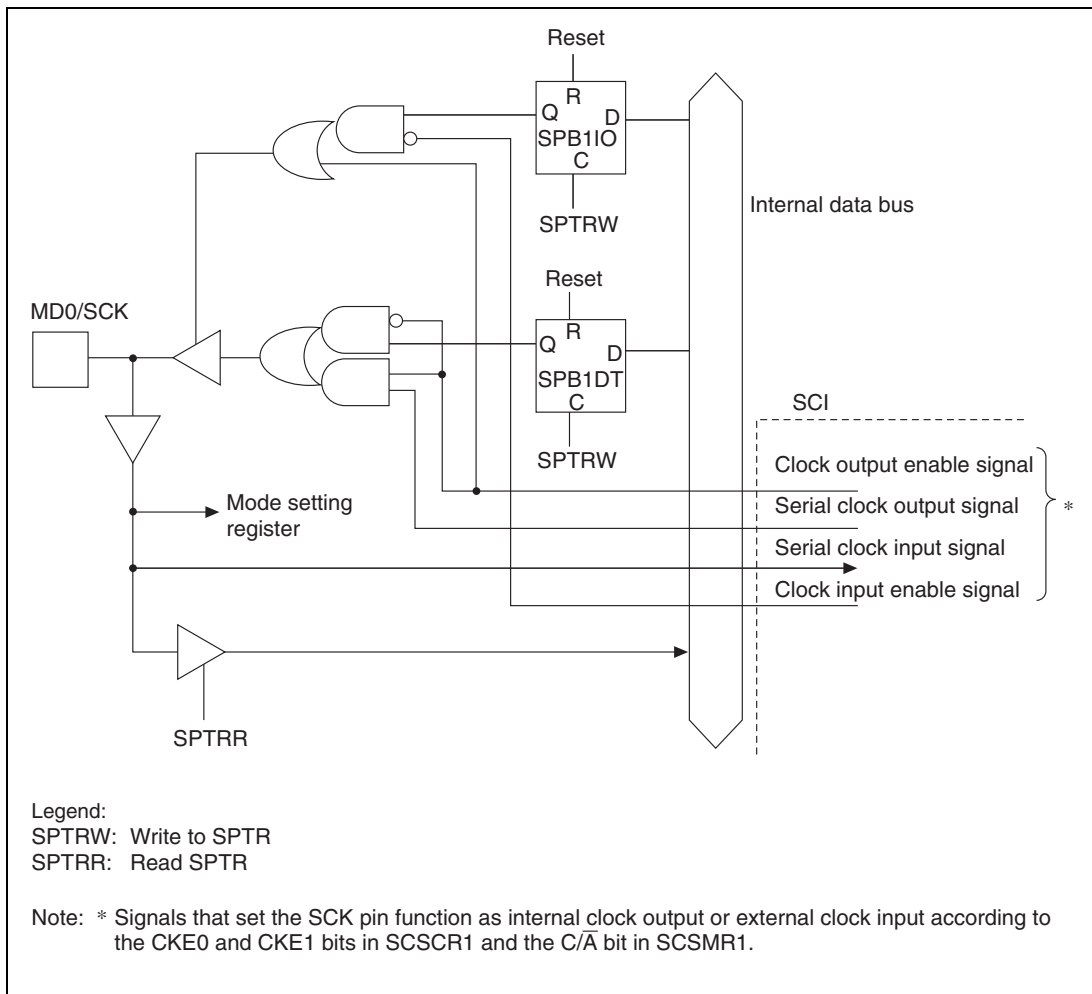 Reset
R
Q
D
SPB1IO
C
SPTRW
Internal data bus
Reset
MD0/SCK
R
Q
D
SPB1DT
C
SPTRW
SCI
Clock output enable signal
Serial clock output signal
*
Mode setting
register
Serial clock input signal
Clock input enable signal
SPTRR
Legend:
SPTRW: Write to SPTR
SPTRR: Read SPTR
Note: * Signals that set the SCK pin function as internal clock output or external clock input according to
the CKE0 and CKE1 bits in SCSCR1 and the C/A̅ bit in SCSMR1.